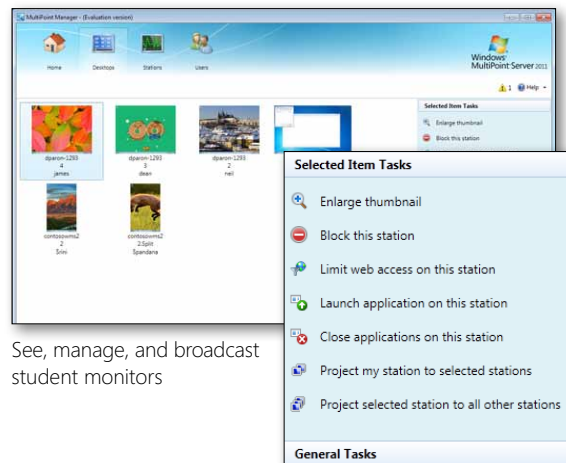 MultiPoint Manager - (Evaluation version)
Home
Desktops
Stations
Users
Windows
MultiPoint Server 2011
1
Help
Selected Item Tasks
Enlarge thumbnail
Block this station
dparon-1293
4
james
dparon-1293
3
dean
dparon-1293
2
neil
contosowms2
2
Srini
contosowms2
2:Split
Spandana
Selected Item Tasks
Enlarge thumbnail
Block this station
Limit web access on this station
Launch application on this station
Close applications on this station
Project my station to selected stations
Project selected station to all other stations
General Tasks
See, manage, and broadcast
student monitors